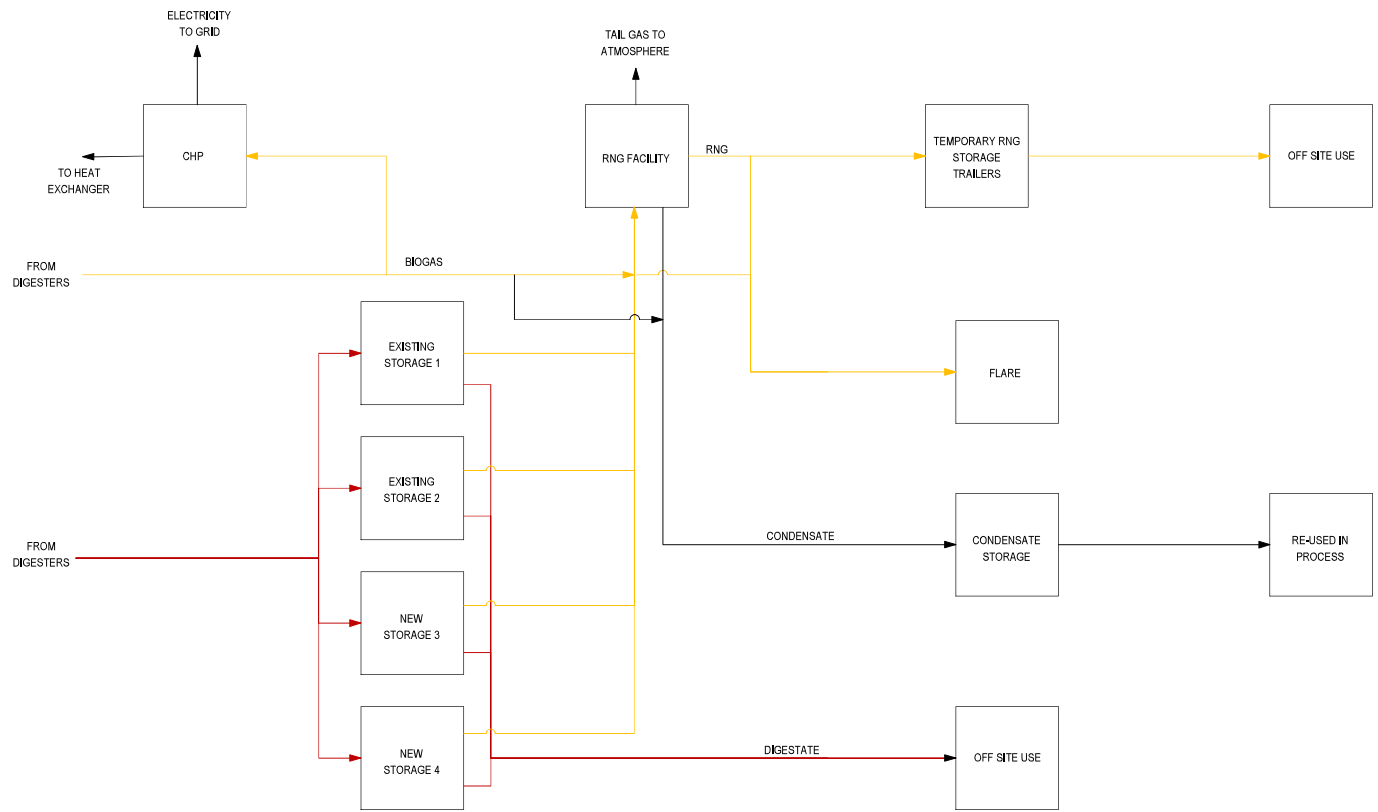 ELECTRICITY
TO GRID
TAIL GAS TO
ATMOSPHERE
CHP
RNG FACILITY
RNG
TEMPORARY RNG
STORAGE
TRAILERS
OFF SITE USE
TO HEAT
EXCHANGER
FROM
DIGESTERS
BIOGAS
EXISTING
STORAGE 1
FLARE
EXISTING
STORAGE 2
FROM
DIGESTERS
CONDENSATE
CONDENSATE
STORAGE
RE-USED IN
PROCESS
NEW
STORAGE 3
NEW
STORAGE 4
DIGESTATE
OFF SITE USE